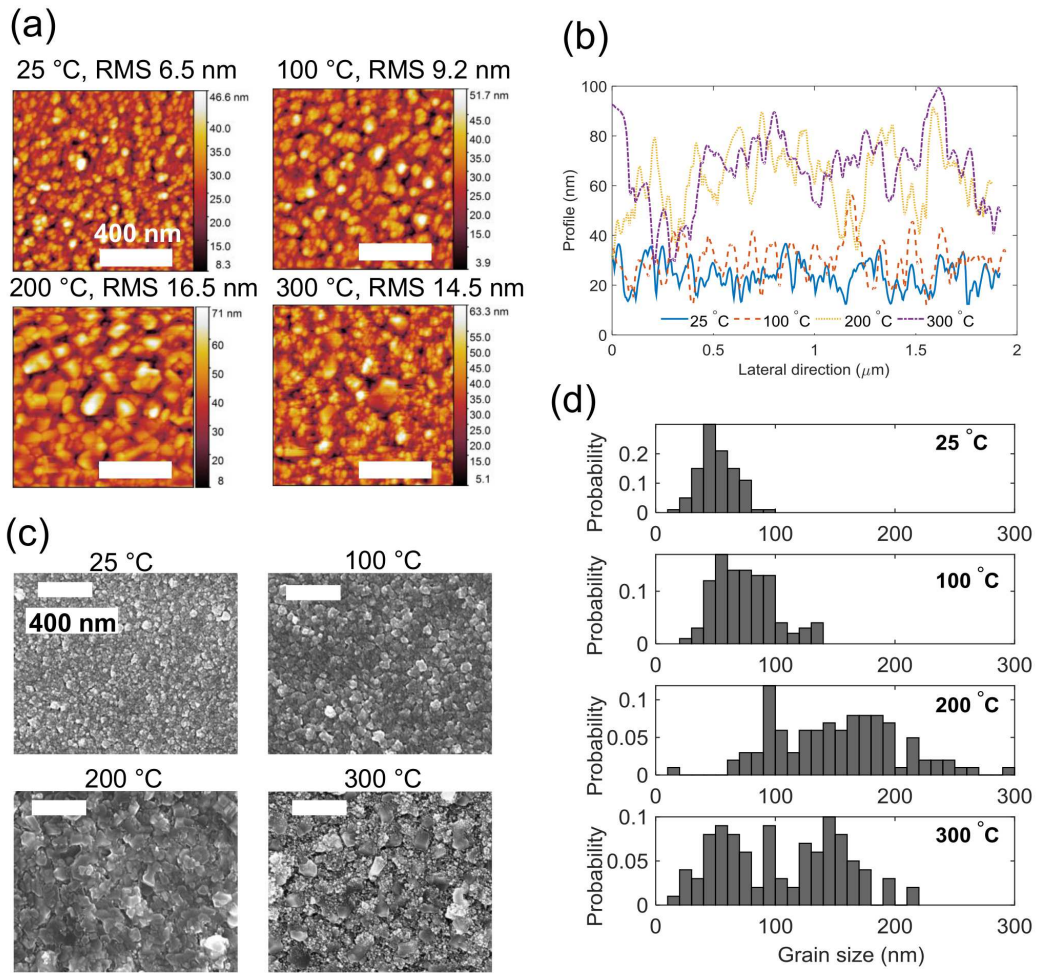 (a)
25 °C, RMS 6.5 nm
46.6 nm
40.0
35.0
30.0
25.0
20.0
15.0
8.3
400 nm
100 °C, RMS 9.2 nm
51.7 nm
45.0
40.0
35.0
30.0
25.0
20.0
15.0
3.9
200 °C, RMS 16.5 nm
71 nm
60
50
40
30
20
8
300 °C, RMS 14.5 nm
63.3 nm
55.0
50.0
45.0
40.0
35.0
30.0
25.0
20.0
15.0
5.1
(b)
Profile (nm)
100
80
60
40
20
0
25 °C
100 °C
200 °C
300 °C
0
0.5
1
1.5
2
Lateral direction (μm)
(c)
25 °C
400 nm
100 °C
200 °C
300 °C
(d)
Probability
0.2
0
25 °C
0
100
200
300
Probability
0.1
0
100 °C
0
100
200
300
Probability
0.1
0.05
0
200 °C
0
100
200
300
Probability
0.1
0.05
0
300 °C
0
100
200
300
Grain size (nm)